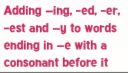 Adding –ing, –ed, –er,
–est and –y to words
ending in –e with a
consonant before it